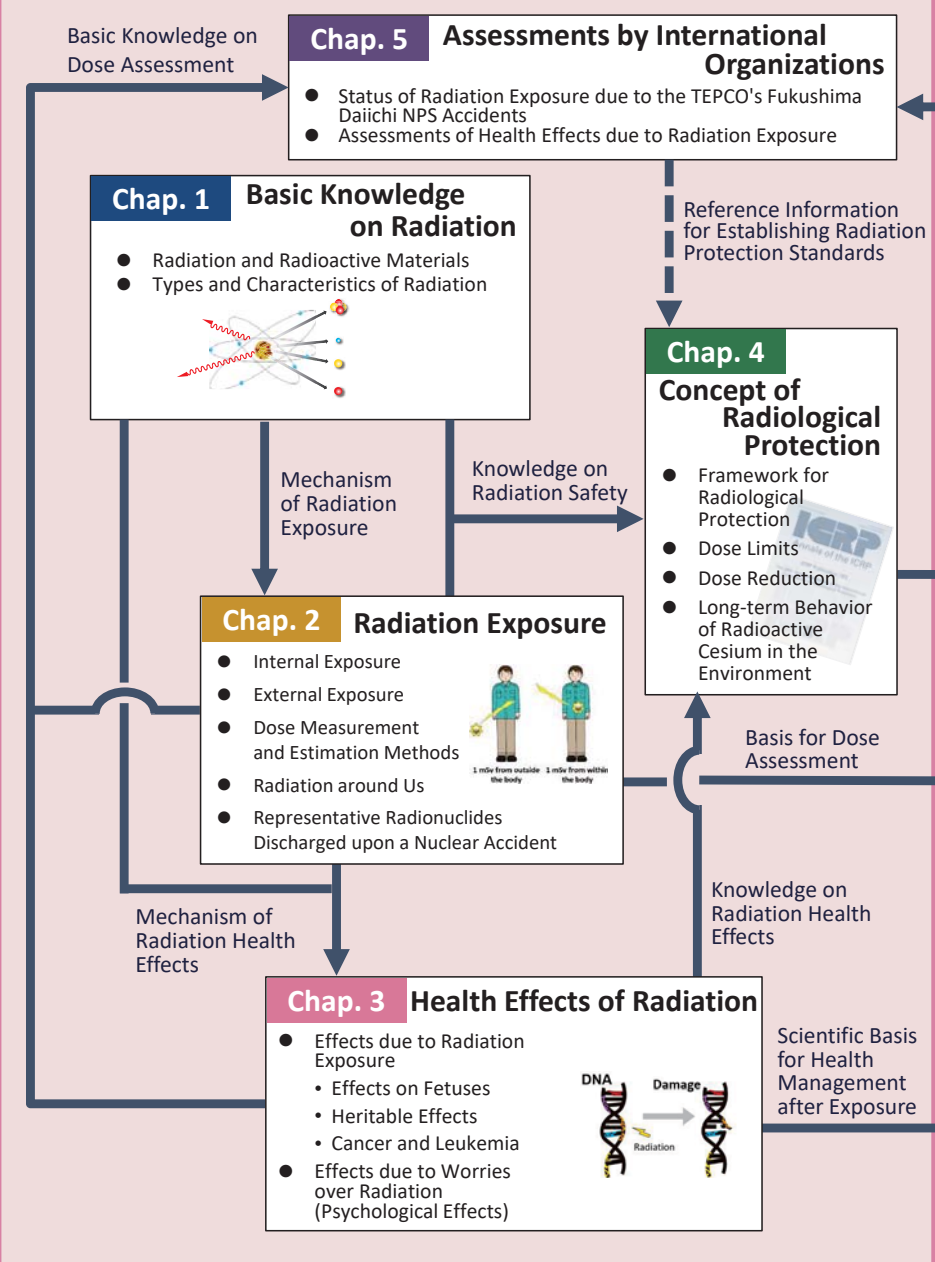 Basic Knowledge on
Dose Assessment
Chap. 5
Assessments by International
Organizations
● Status of Radiation Exposure due to the TEPCO's Fukushima
Daiichi NPS Accidents
● Assessments of Health Effects due to Radiation Exposure
Chap. 1
Basic Knowledge
on Radiation
● Radiation and Radioactive Materials
● Types and Characteristics of Radiation
Reference Information
for Establishing Radiation
Protection Standards
Chap. 4
Concept of
Radiological
Protection
● Framework for
Radiological
Protection
● Dose Limits
● Dose Reduction
● Long-term Behavior
of Radioactive
Cesium in the
Environment
ICRP
Annals of the ICRP
Mechanism
of Radiation
Exposure
Knowledge on
Radiation Safety
Chap. 2
Radiation Exposure
● Internal Exposure
● External Exposure
● Dose Measurement
and Estimation Methods
● Radiation around Us
● Representative Radionuclides
Discharged upon a Nuclear Accident
1 mSv from outside
the body
1 mSv from within
the body
Basis for Dose
Assessment
Mechanism of
Radiation Health
Effects
Knowledge on
Radiation Health
Effects
Chap. 3
Health Effects of Radiation
● Effects due to Radiation
Exposure
• Effects on Fetuses
• Heritable Effects
• Cancer and Leukemia
● Effects due to Worries
over Radiation
(Psychological Effects)
DNA
Damage
Radiation
Scientific Basis
for Health
Management
after Exposure